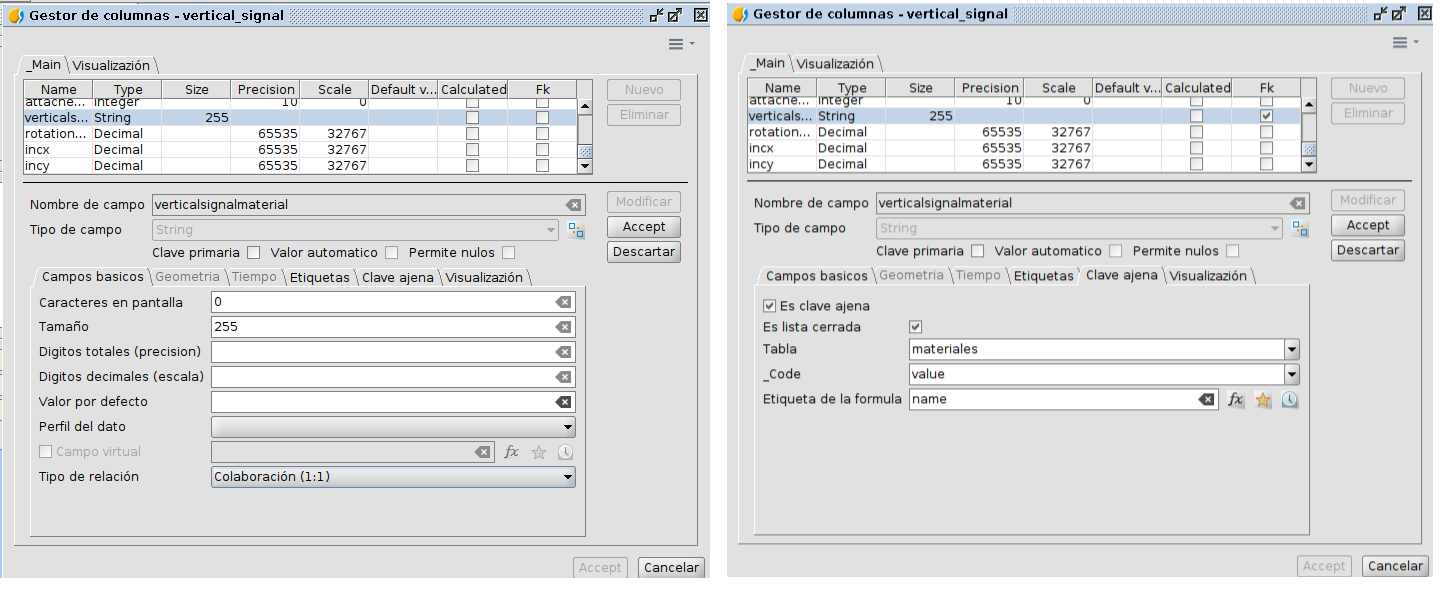 Gestor de columnas - vertical_signal
_Main Visualizazión
Name Type Size Precision Scale Default v... Calculated Fk
attache... Integer 10 0
verticals... String 255
rotation... Decimal 65535 32767
incx Decimal 65535 32767
incy Decimal 65535 32767
Nuevo
Eliminar
Nombre de campo verticalsignalmaterial
Tipo de campo String
Clave primaria Valor automatico Permite nulos
Modificar
Accept
Descartar
Campos basicos Geometria Tiempo Etiquetas Clave ajena Visualización
Caracteres en pantalla 0
Tamaño 255
Digitos totales (precision)
Digitos decimales (escala)
Valor por defecto
Perfil del dato
Campo virtual fx
Tipo de relación Colaboración (1:1)
Accept Cancelar
Gestor de columnas - vertical_signal
_Main Visualización
Name Type Size Precision Scale Default v... Calculated Fk
attache... Integer 10 0
verticals... String 255
rotation... Decimal 65535 32767
incx Decimal 65535 32767
incy Decimal 65535 32767
Nuevo
Eliminar
Nombre de campo verticalsignalmaterial
Tipo de campo String
Clave primaria Valor automatico Permite nulos
Modificar
Accept
Descartar
Campos basicos Geometria Tiempo Etiquetas Clave ajena Visualización
Es clave ajena
Es lista cerrada
Tabla materiales
_Code value
Etiqueta de la formula name fx
Accept Cancelar